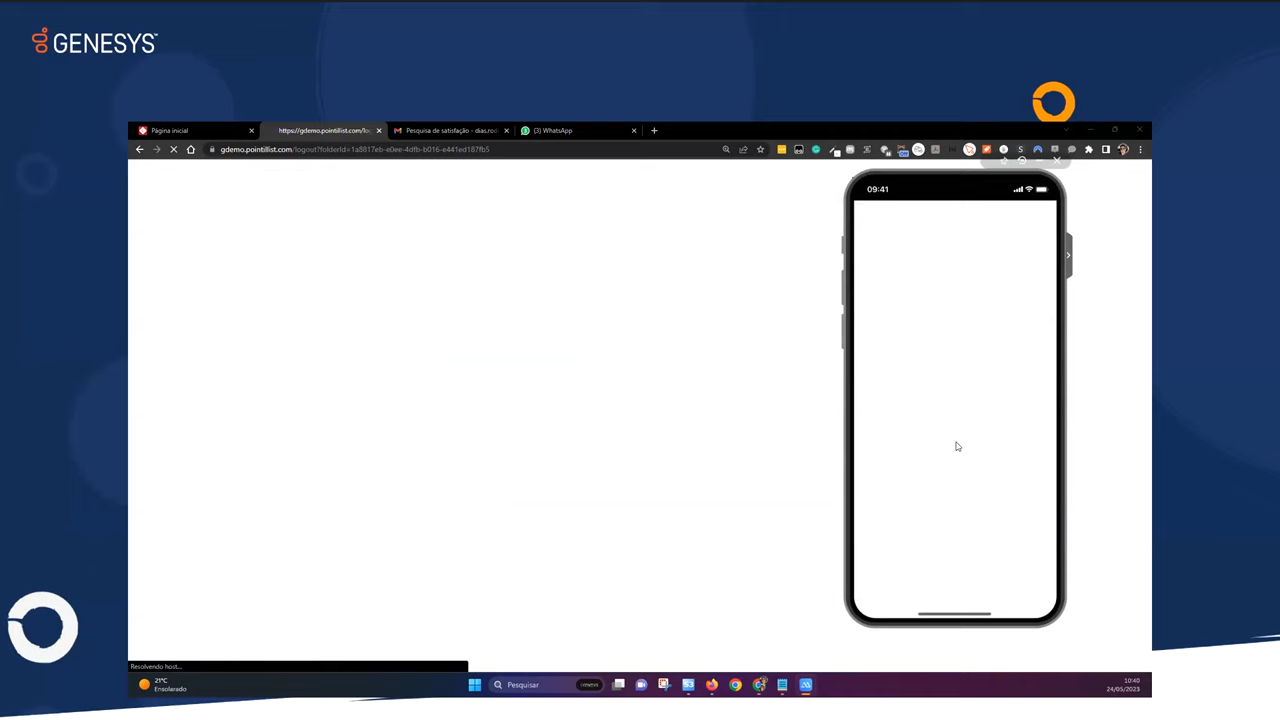 GENESYS
Página inicial
https://gdemo.pointillist.com/lo
Pesquisa de satisfação - dias.rod
(3) WhatsApp
gdemo.pointillist.com/logout?folderId=1a8817eb-e0ee-4dfb-b016-e441ed187fb5
09:41
Resolvendo host...
21°C
Ensolarado
Pesquisar
10:40
24/05/2023